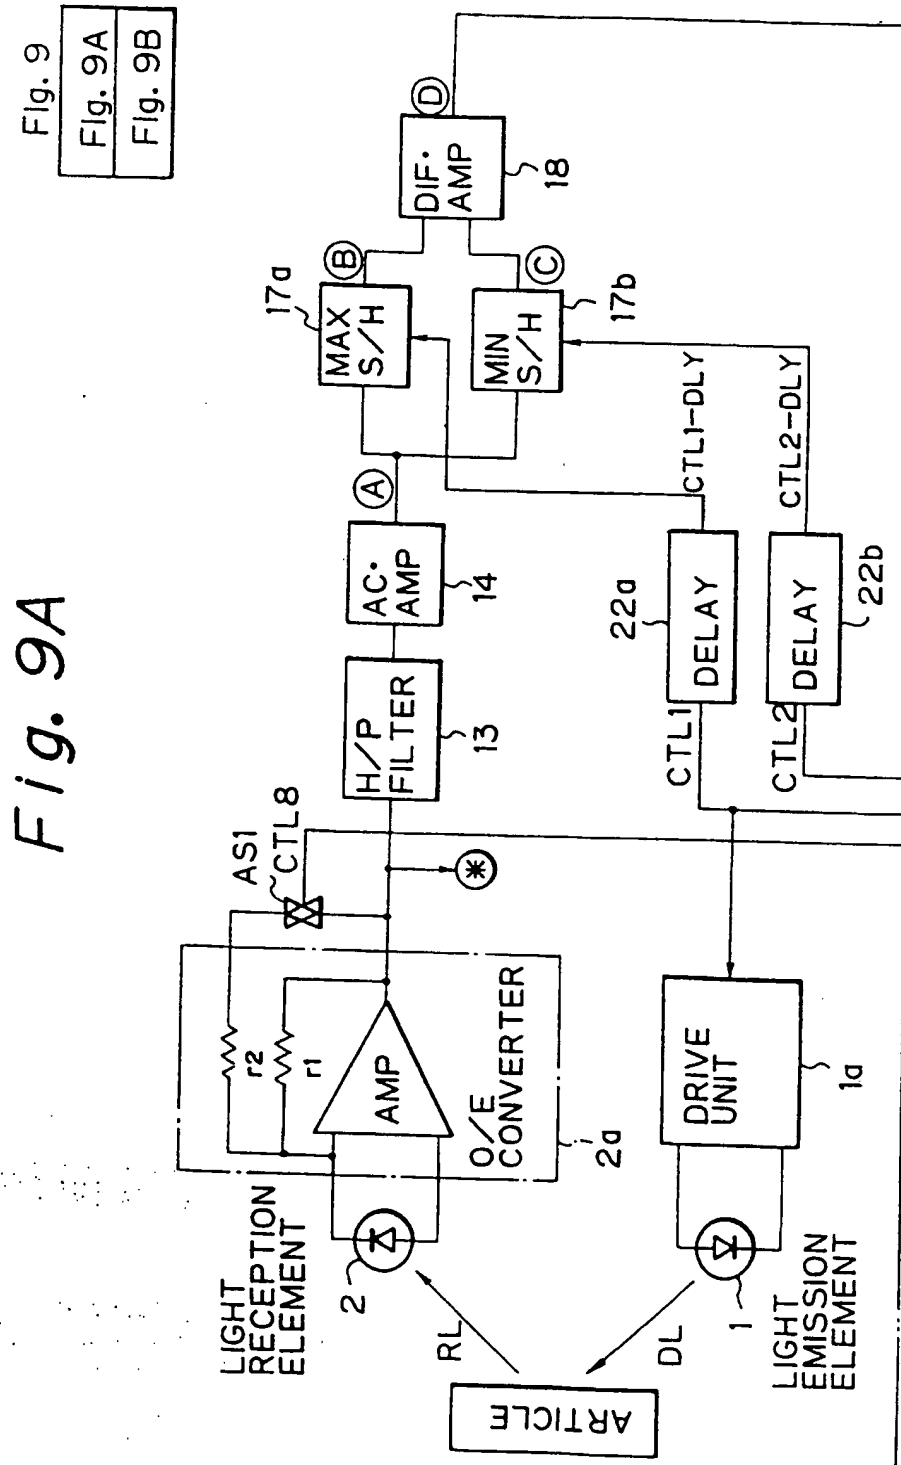 Fig. 9A
Fig. 9
Fig. 9A
Fig. 9B
LIGHT
RECEPTION
ELEMENT
2
RL
DL
ARTICLE
1
LIGHT
EMISSION
ELEMENT
r2
r1
AMP
O/E
CONVERTER
2a
AS1
CTL8
*
H/P
FILTER
13
AC·
AMP
14
A
17a
MAX
S/H
B
MIN
S/H
17b
C
DIF·
AMP
18
D
DRIVE
UNIT
1a
CTL1
22a
DELAY
CTL1-DLY
CTL2
DELAY
22b
CTL2-DLY